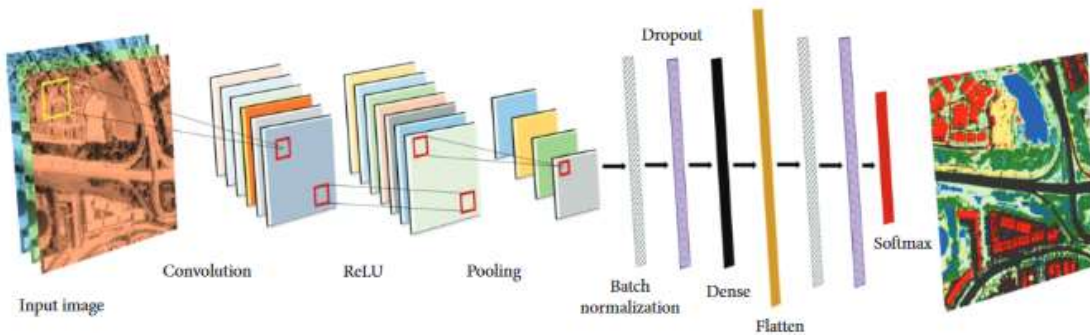 Dropout
Softmax
Convolution
ReLU
Pooling
Batch
normalization
Dense
Input image
Flatten